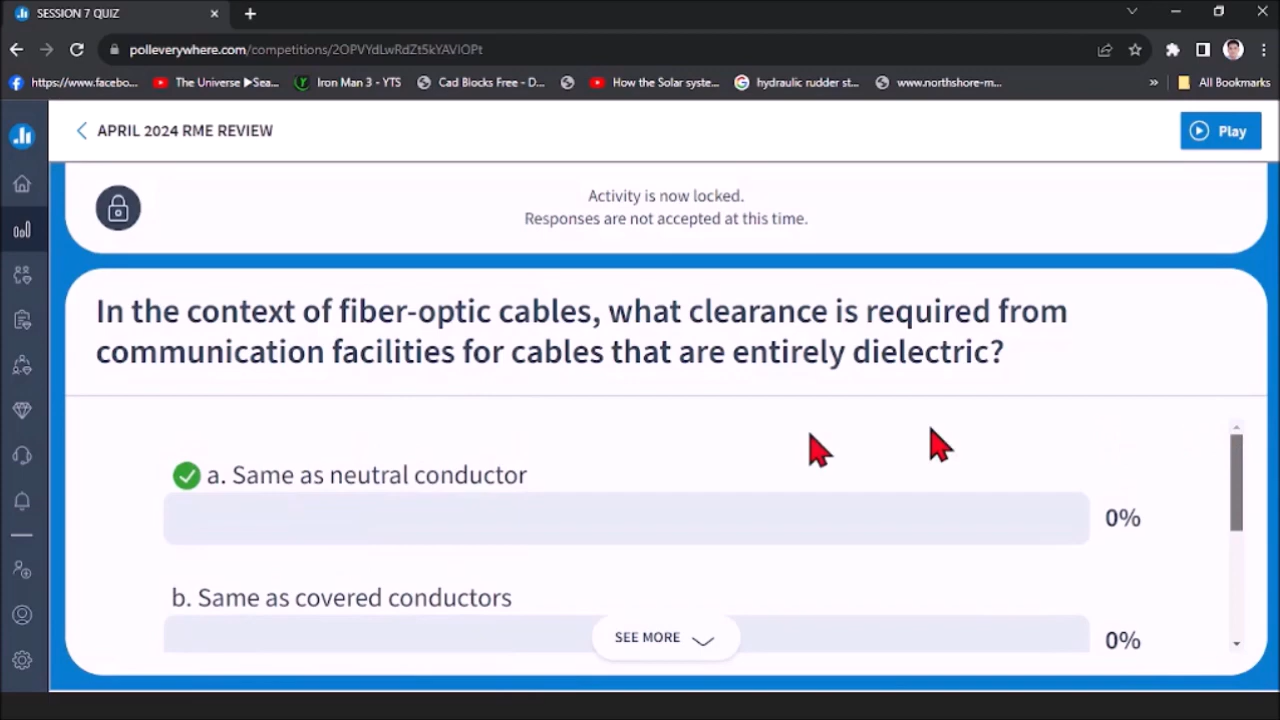 SESSION 7 QUIZ
polleverywhere.com/competitions/2OPVYdLwRdZt5kYAVIOPt
https://www.facebo... The Universe ▶Sea... Iron Man 3 - YTS Cad Blocks Free - D... How the Solar syste... hydraulic rudder st... www.northshore-m... » All Bookmarks
APRIL 2024 RME REVIEW
Play
Activity is now locked.
Responses are not accepted at this time.
In the context of fiber-optic cables, what clearance is required from
communication facilities for cables that are entirely dielectric?
a. Same as neutral conductor
0%
b. Same as covered conductors
SEE MORE
0%